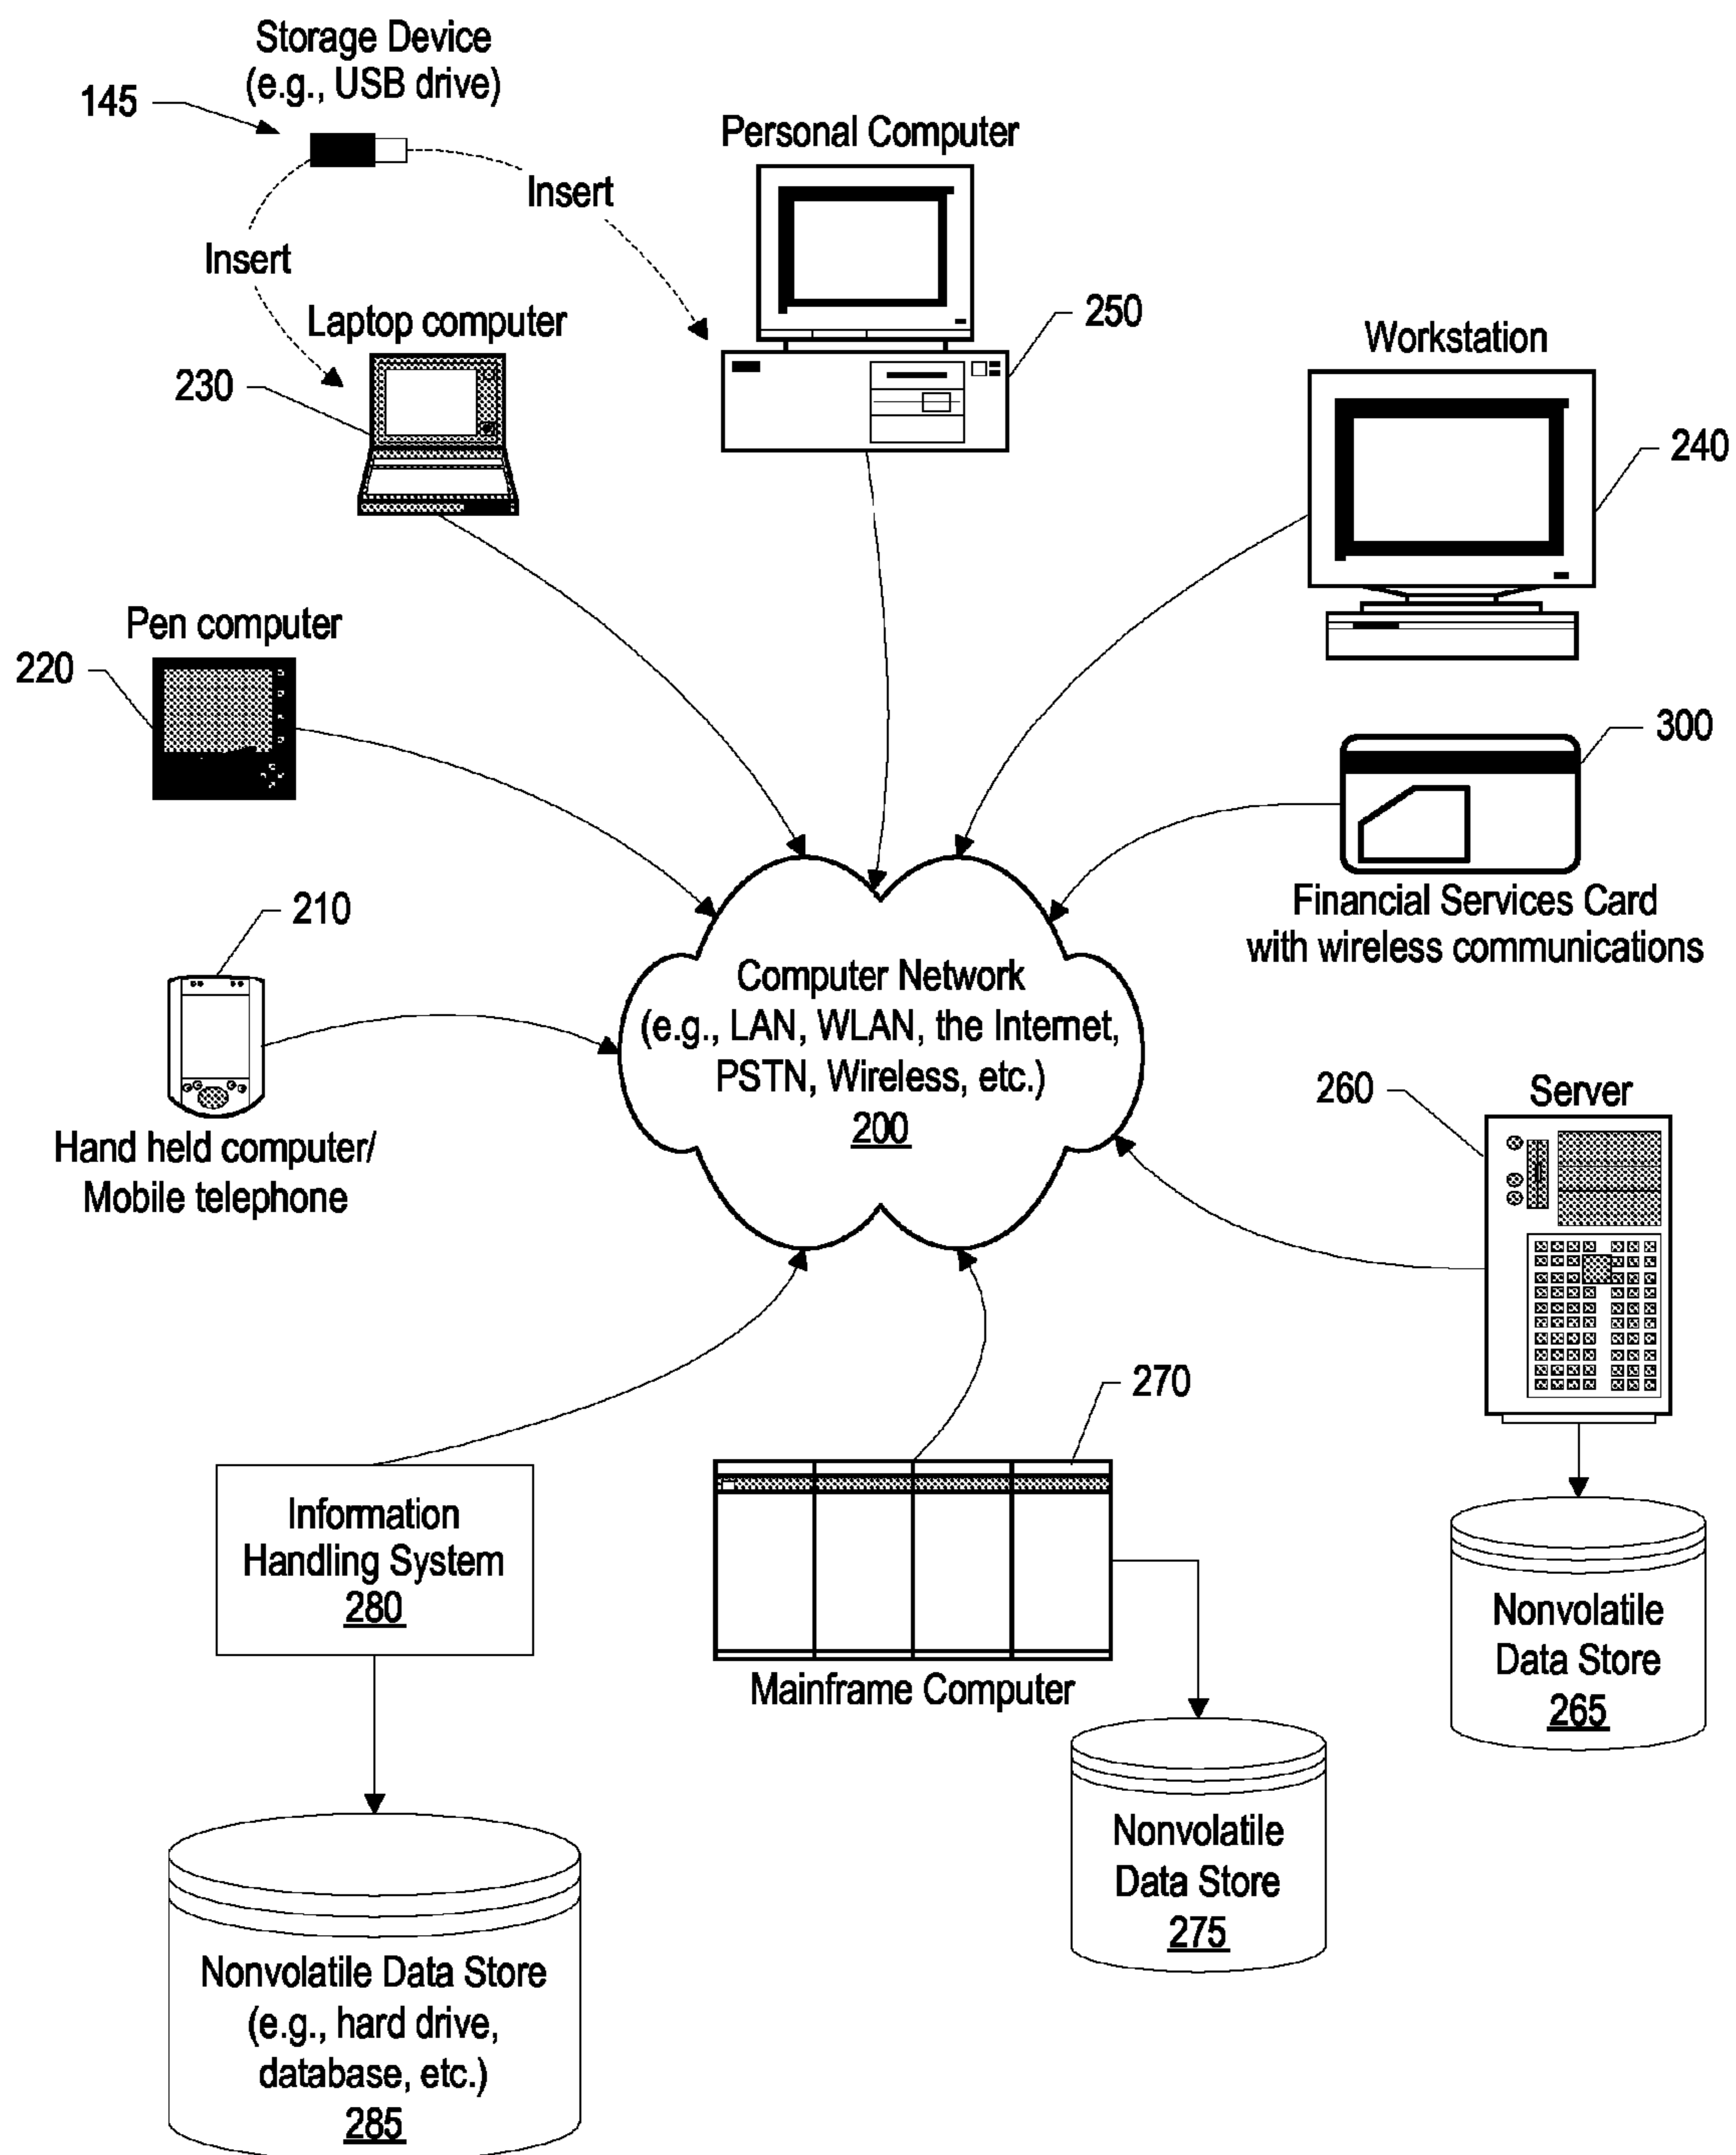 Storage Device
(e.g., USB drive)
145
Personal Computer
Insert
Insert
Laptop computer
250
Workstation
230
240
Pen computer
220
300
Financial Services Card
with wireless communications
210
Computer Network
(e.g., LAN, WLAN, the Internet,
PSTN, Wireless, etc.)
200
Hand held computer/
Mobile telephone
260
Server
270
Information
Handling System
280
Mainframe Computer
Nonvolatile
Data Store
265
Nonvolatile
Data Store
275
Nonvolatile Data Store
(e.g., hard drive,
database, etc.)
285